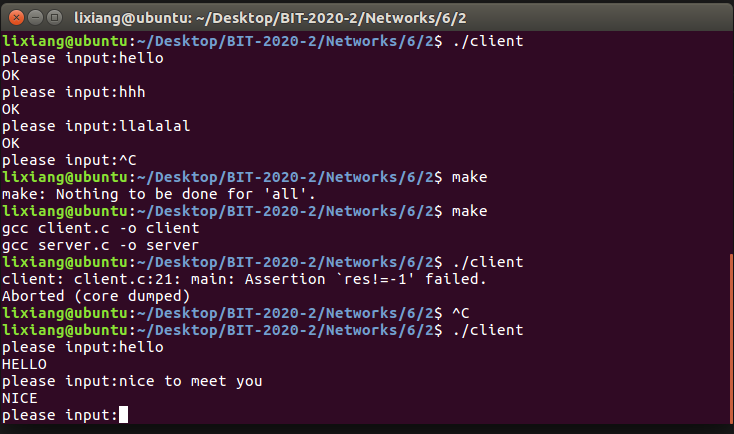 lixiang@ubuntu: ~/Desktop/BIT-2020-2/Networks/6/2
lixiang@ubuntu:~/Desktop/BIT-2020-2/Networks/6/2$ ./client
please input:hello
OK
please input:hhh
OK
please input:llalalal
OK
please input:^C
lixiang@ubuntu:~/Desktop/BIT-2020-2/Networks/6/2$ make
make: Nothing to be done for 'all'.
lixiang@ubuntu:~/Desktop/BIT-2020-2/Networks/6/2$ make
gcc client.c -o client
gcc server.c -o server
lixiang@ubuntu:~/Desktop/BIT-2020-2/Networks/6/2$ ./client
client: client.c:21: main: Assertion `res!=-1' failed.
Aborted (core dumped)
lixiang@ubuntu:~/Desktop/BIT-2020-2/Networks/6/2$ ^C
lixiang@ubuntu:~/Desktop/BIT-2020-2/Networks/6/2$ ./client
please input:hello
HELLO
please input:nice to meet you
NICE
please input: